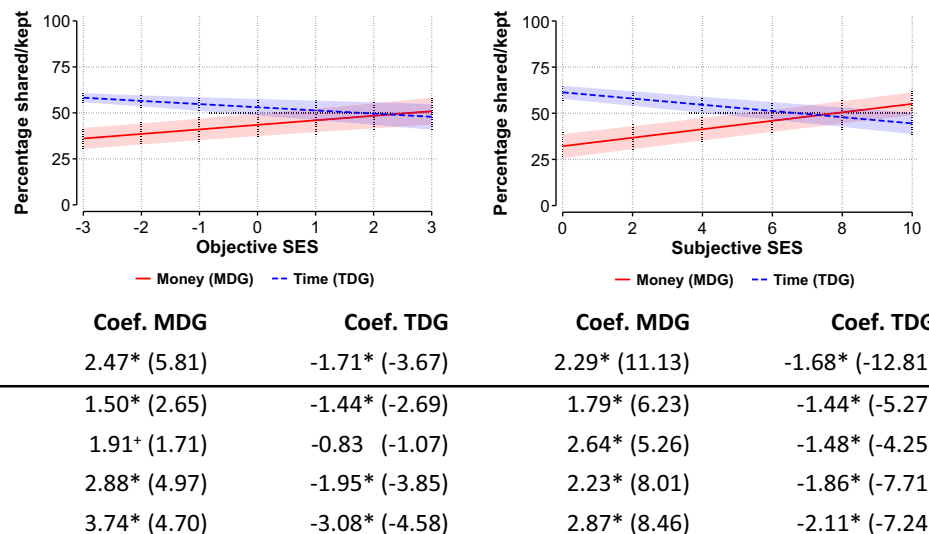 Percentage shared/kept
100
75
50
25
0
-3 -2 -1 0 1 2 3
Objective SES
Money (MDG) Time (TDG)
Percentage shared/kept
100
75
50
25
0
0 2 4 6 8 10
Subjective SES
Money (MDG) Time (TDG)
Coef. MDG Coef. TDG Coef. MDG Coef. TDG
2.47* (5.81) -1.71* (-3.67) 2.29* (11.13) -1.68* (-12.81
1.50* (2.65) -1.44* (-2.69) 1.79* (6.23) -1.44* (-5.27
1.91⁺ (1.71) -0.83 (-1.07) 2.64* (5.26) -1.48* (-4.25
2.88* (4.97) -1.95* (-3.85) 2.23* (8.01) -1.86* (-7.71
3.74* (4.70) -3.08* (-4.58) 2.87* (8.46) -2.11* (-7.24